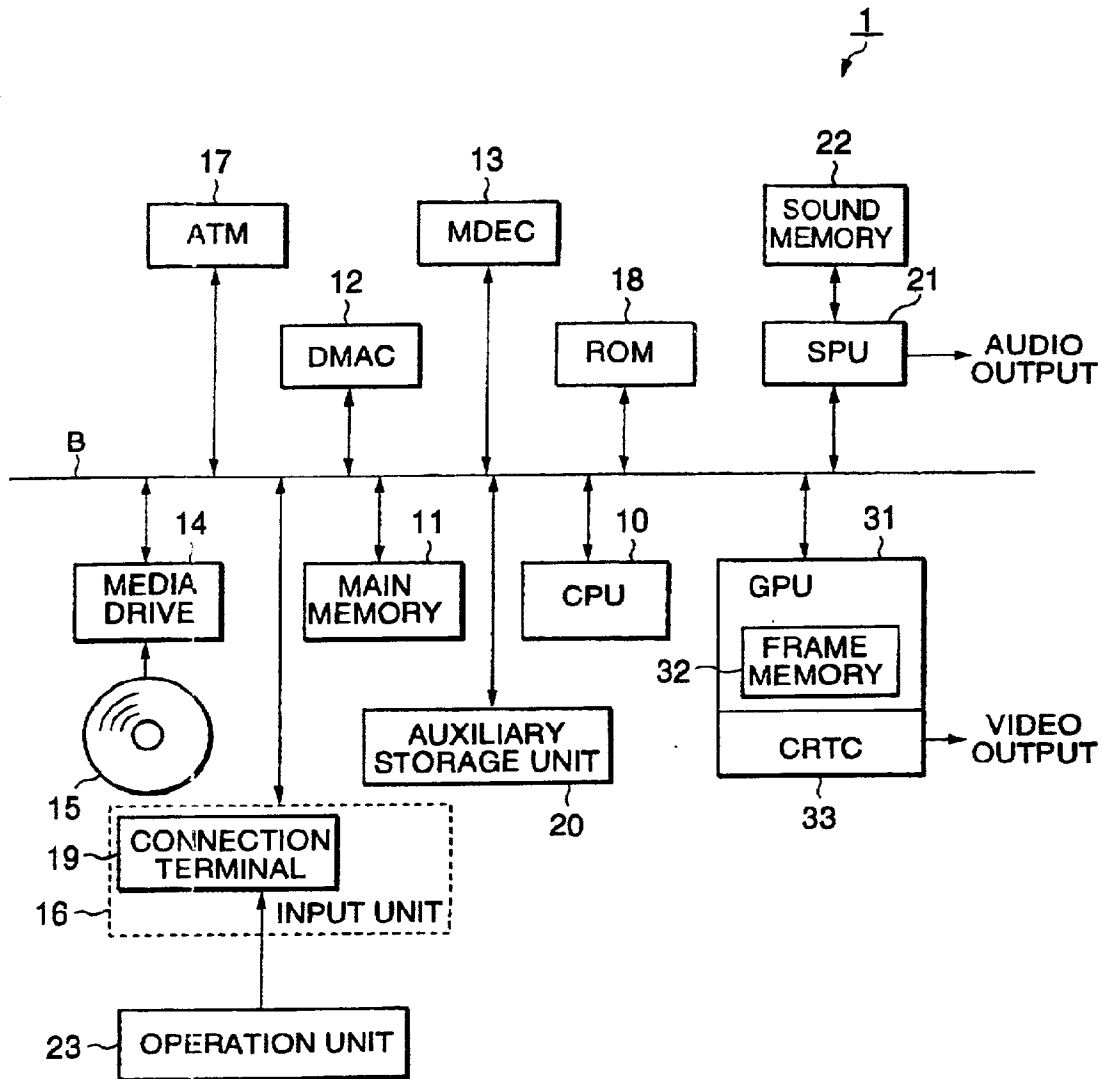 1
17
13
22
ATM
MDEC
SOUND
MEMORY
12
18
21
DMAC
ROM
SPU
AUDIO
OUTPUT
B
14
11
10
31
MEDIA
DRIVE
MAIN
MEMORY
CPU
GPU
32
FRAME
MEMORY
AUXILIARY
STORAGE UNIT
CRTC
VIDEO
OUTPUT
15
20
33
19
CONNECTION
TERMINAL
16
INPUT UNIT
23
OPERATION UNIT